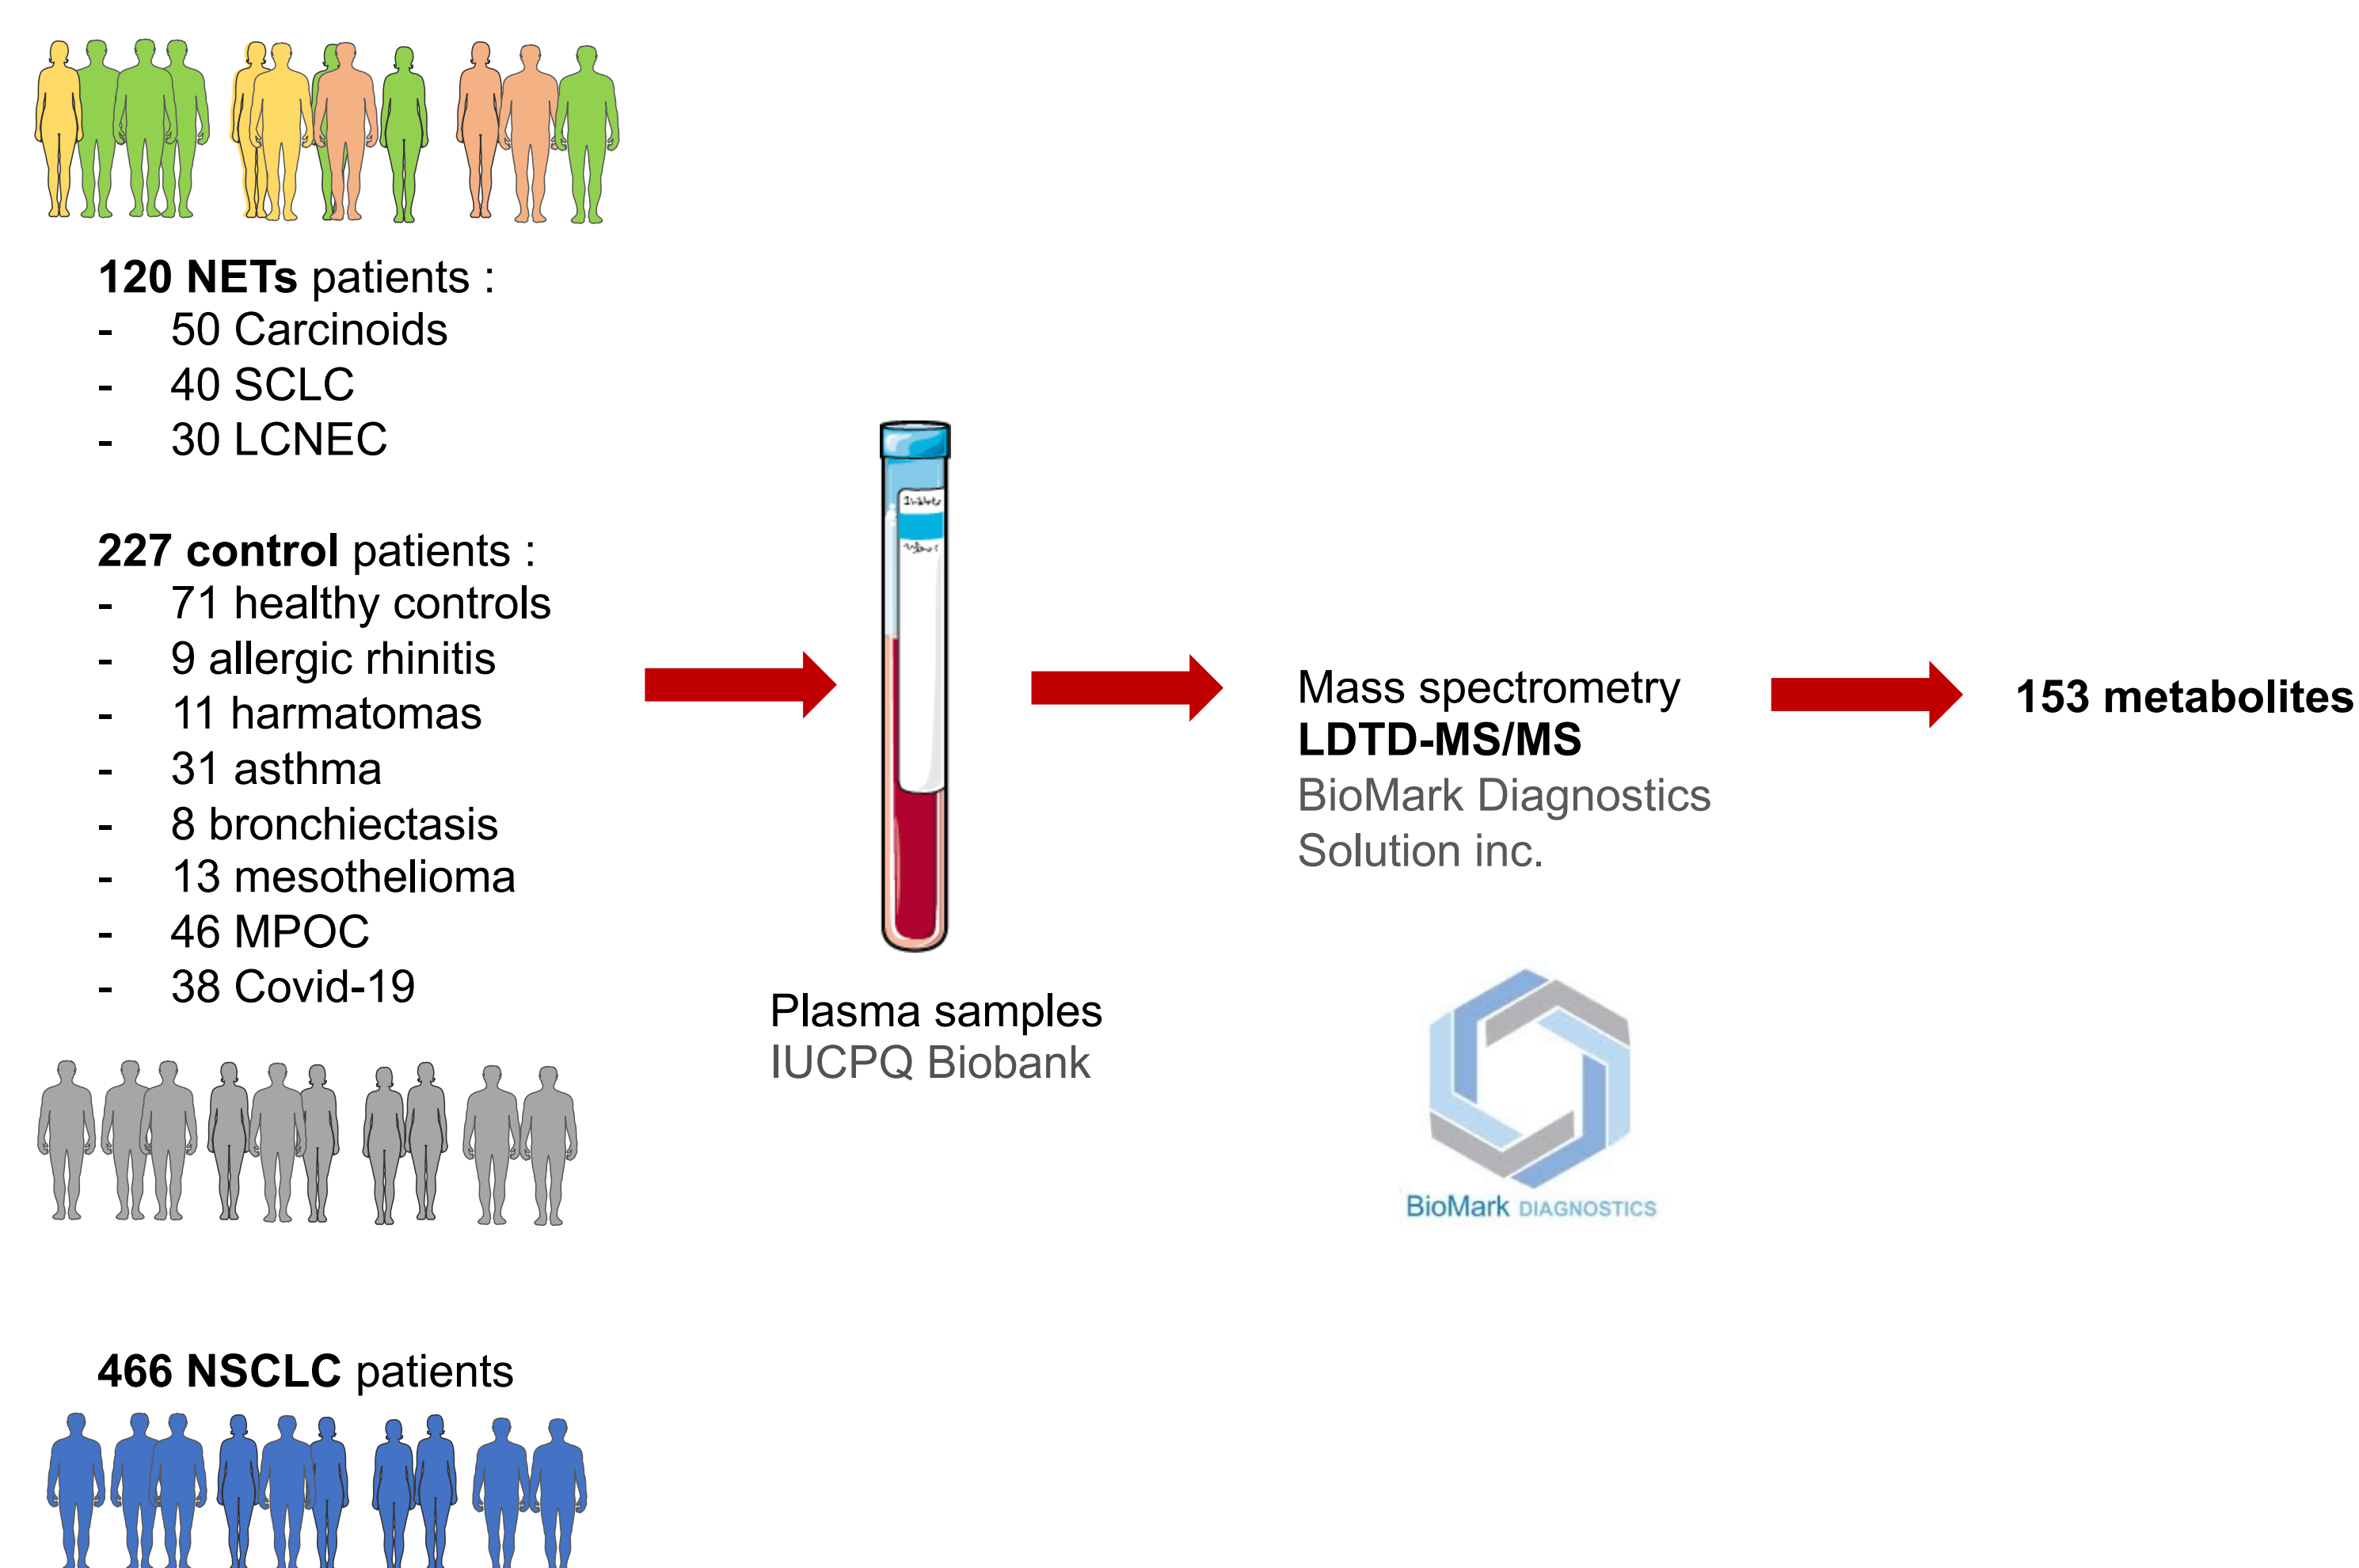 120 NETs patients :
- 50 Carcinoids
- 40 SCLC
- 30 LCNEC
227 control patients :
- 71 healthy controls
- 9 allergic rhinitis
- 11 harmatomas
- 31 asthma
- 8 bronchiectasis
- 13 mesothelioma
- 46 MPOC
- 38 Covid-19
466 NSCLC patients
Plasma samples
IUCPQ Biobank
Mass spectrometry
LDTD-MS/MS
BioMark Diagnostics
Solution inc.
BioMark DIAGNOSTICS
153 metabolites